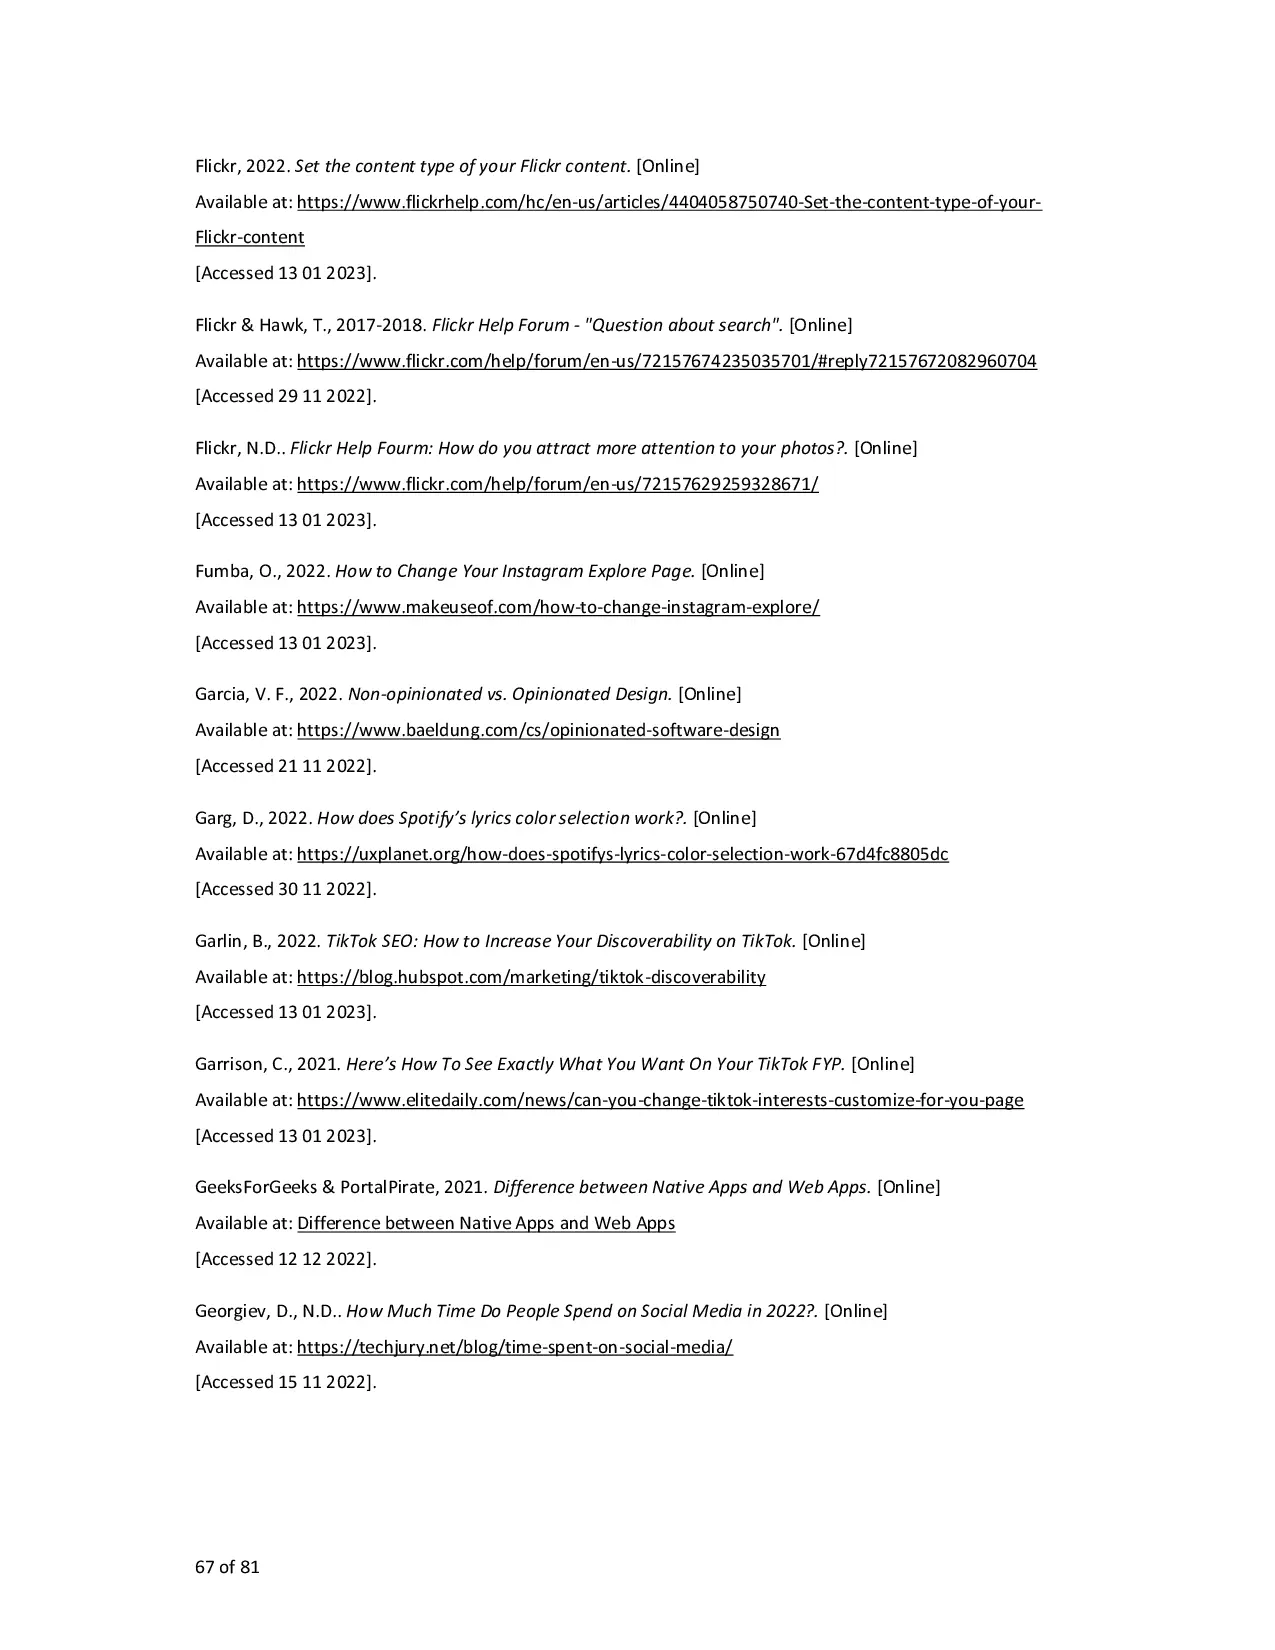 Flickr, 2022. Set the content type of your Flickr content. [Online]
Available at: https://www.flickrhelp.com/hc/en-us/articles/4404058750740-Set-the-content-type-of-your-
Flickr-content
[Accessed 13 01 2023].
Flickr & Hawk, T., 2017-2018. Flickr Help Forum - "Question about search". [Online]
Available at: https://www.flickr.com/help/forum/en-us/72157674235035701/#reply72157672082960704
[Accessed 29 11 2022].
Flickr, N.D.. Flickr Help Fourm: How do you attract more attention to your photos?. [Online]
Available at: https://www.flickr.com/help/forum/en-us/72157629259328671/
[Accessed 13 01 2023].
Fumba, O., 2022. How to Change Your Instagram Explore Page. [Online]
Available at: https://www.makeuseof.com/how-to-change-instagram-explore/
[Accessed 13 01 2023].
Garcia, V. F., 2022. Non-opinionated vs. Opinionated Design. [Online]
Available at: https://www.baeldung.com/cs/opinionated-software-design
[Accessed 21 11 2022].
Garg, D., 2022. How does Spotify’s lyrics color selection work?. [Online]
Available at: https://uxplanet.org/how-does-spotifys-lyrics-color-selection-work-67d4fc8805dc
[Accessed 30 11 2022].
Garlin, B., 2022. TikTok SEO: How to Increase Your Discoverability on TikTok. [Online]
Available at: https://blog.hubspot.com/marketing/tiktok-discoverability
[Accessed 13 01 2023].
Garrison, C., 2021. Here’s How To See Exactly What You Want On Your TikTok FYP. [Online]
Available at: https://www.elitedaily.com/news/can-you-change-tiktok-interests-customize-for-you-page
[Accessed 13 01 2023].
GeeksForGeeks & PortalPirate, 2021. Difference between Native Apps and Web Apps. [Online]
Available at: Difference between Native Apps and Web Apps
[Accessed 12 12 2022].
Georgiev, D., N.D.. How Much Time Do People Spend on Social Media in 2022?. [Online]
Available at: https://techjury.net/blog/time-spent-on-social-media/
[Accessed 15 11 2022].
67 of 81